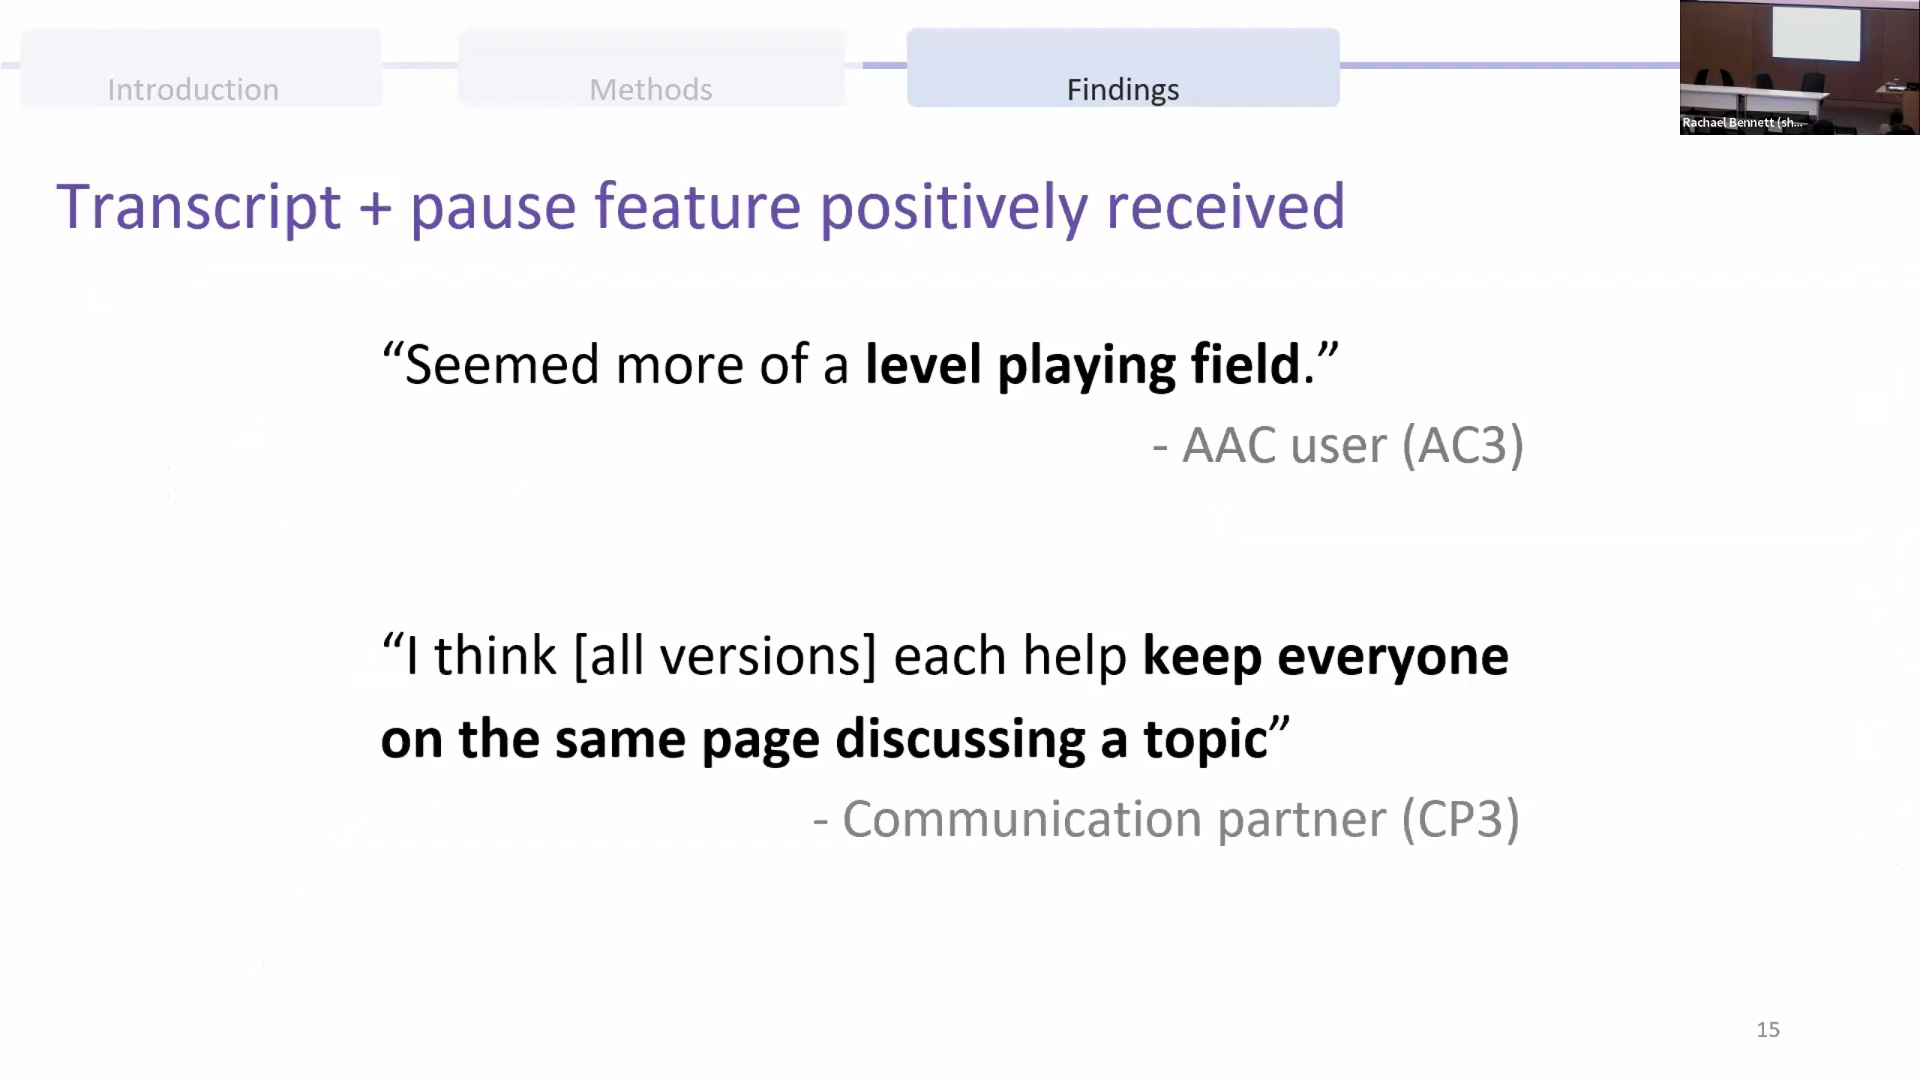 Introduction
Methods
Findings
Rachael Bennett (sh...
Transcript + pause feature positively received
“Seemed more of a level playing field.”
- AAC user (AC3)
“I think [all versions] each help keep everyone
on the same page discussing a topic”
- Communication partner (CP3)
15